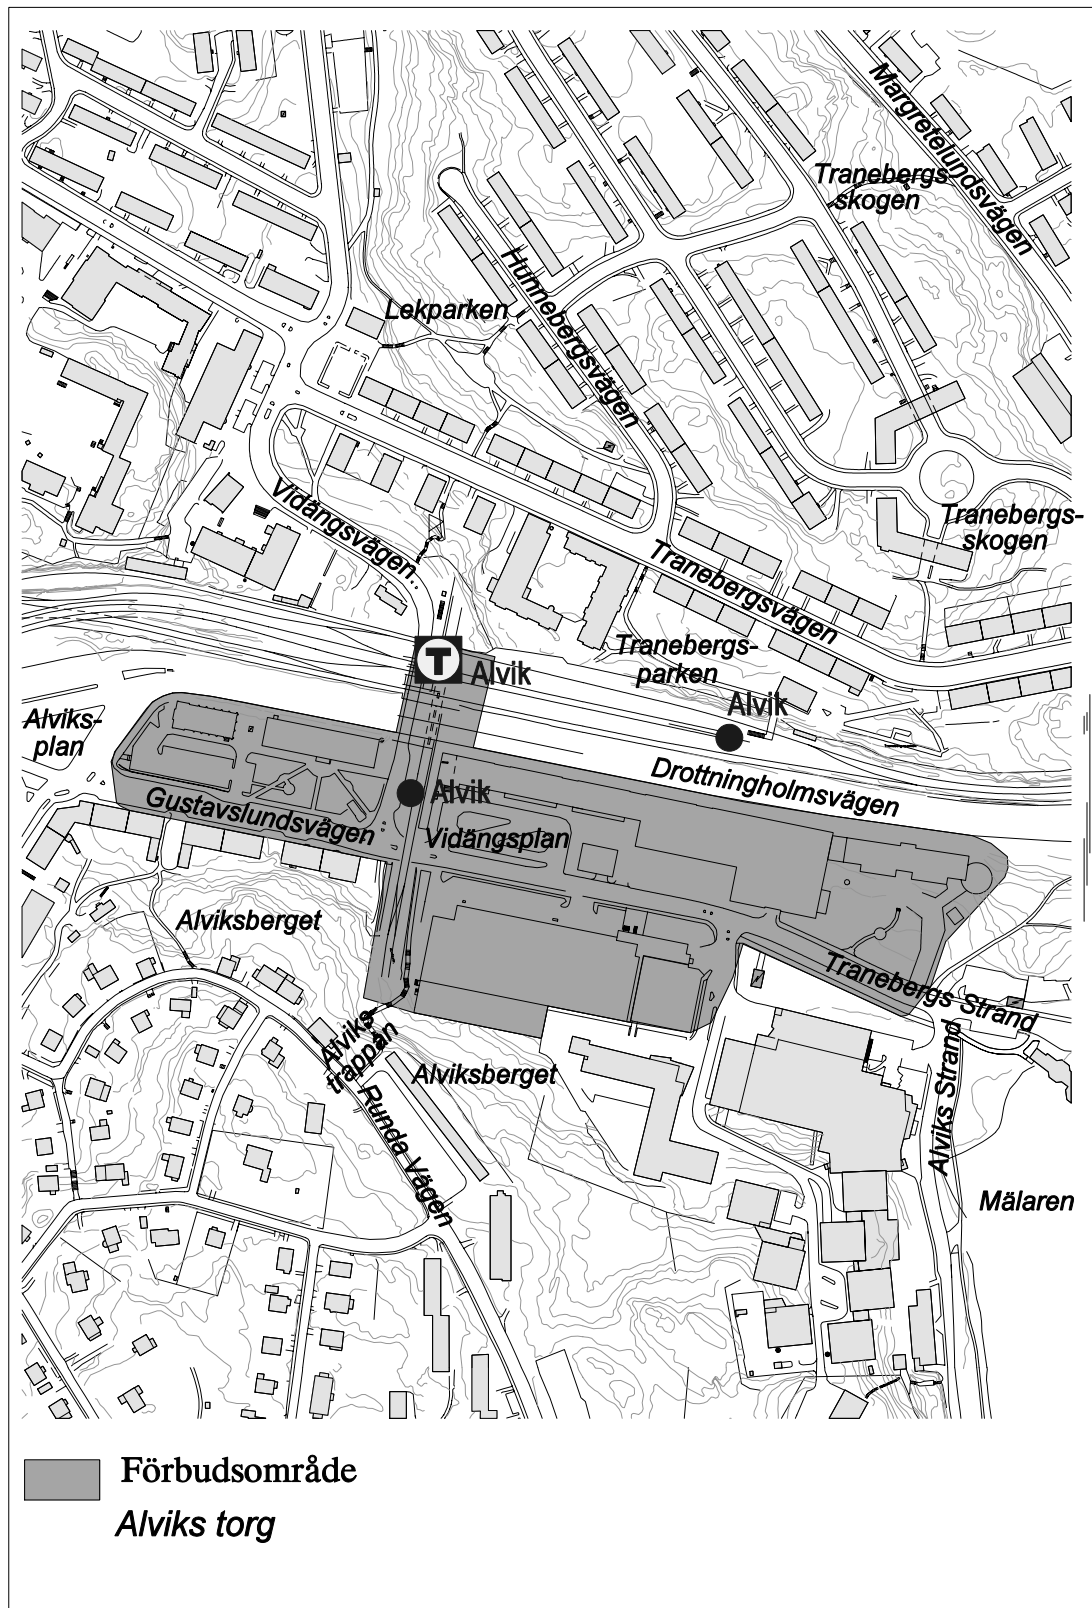 Margretelundsvägen
Tranebergs
skogen
Hunnebergsvägen
Lekparken
Vidängsvägen
Tranebergs-
skogen
Tranebergsvägen
Tranebergs-
parken
T
Alvik
Alvik
Alviks-
plan
Drottningholmsvägen
Alvik
Gustavslundsvägen
Vidängsplan
Alviksberget
Tranebergs Strand
Alviks-
trappan
Alviksberget
Alviks Strand
Runda Vägen
Mälaren
Förbudsområde
Alviks torg